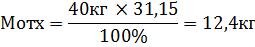 Мотх = 40кг × 31,15 / 100% = 12,4кг